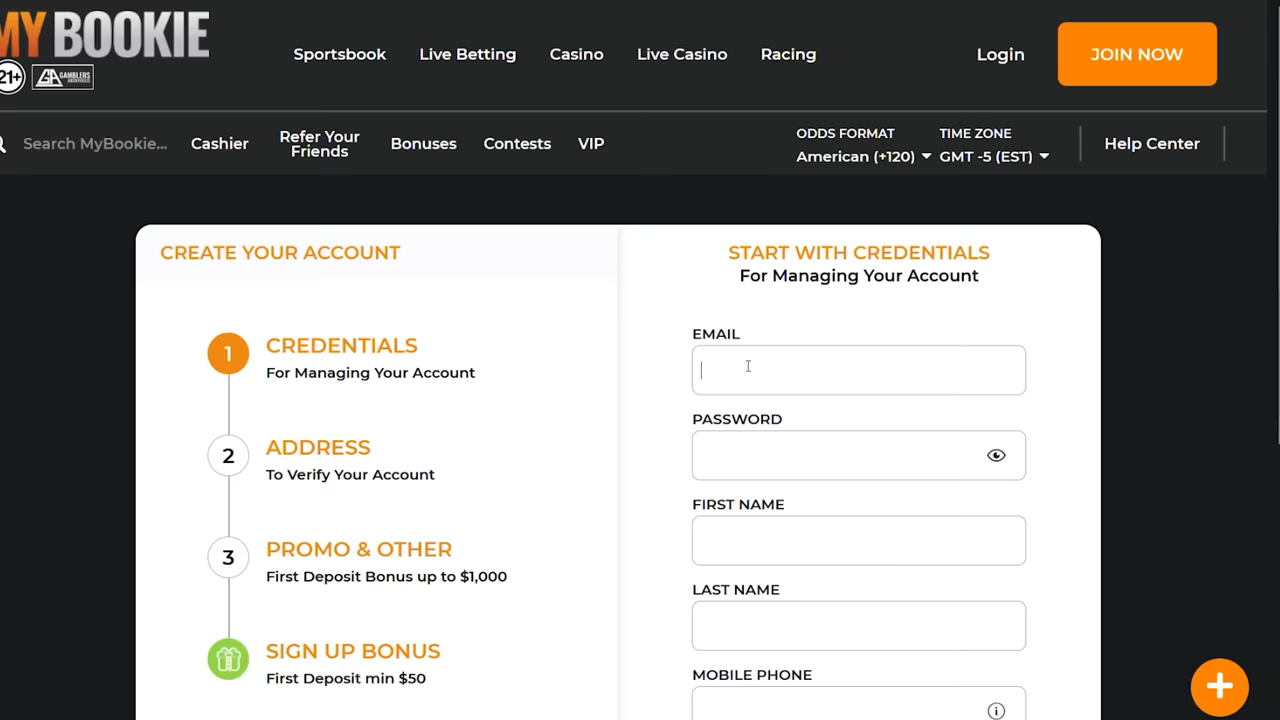 MY BOOKIE
21+
GA GAMBLERS ANONYMOUS
Sportsbook
Live Betting
Casino
Live Casino
Racing
Login
JOIN NOW
Search MyBookie...
Cashier
Refer Your
Friends
Bonuses
Contests
VIP
ODDS FORMAT
American (+120)
TIME ZONE
GMT -5 (EST)
Help Center
CREATE YOUR ACCOUNT
1
CREDENTIALS
For Managing Your Account
2
ADDRESS
To Verify Your Account
3
PROMO & OTHER
First Deposit Bonus up to $1,000
SIGN UP BONUS
First Deposit min $50
START WITH CREDENTIALS
For Managing Your Account
EMAIL
PASSWORD
FIRST NAME
LAST NAME
MOBILE PHONE